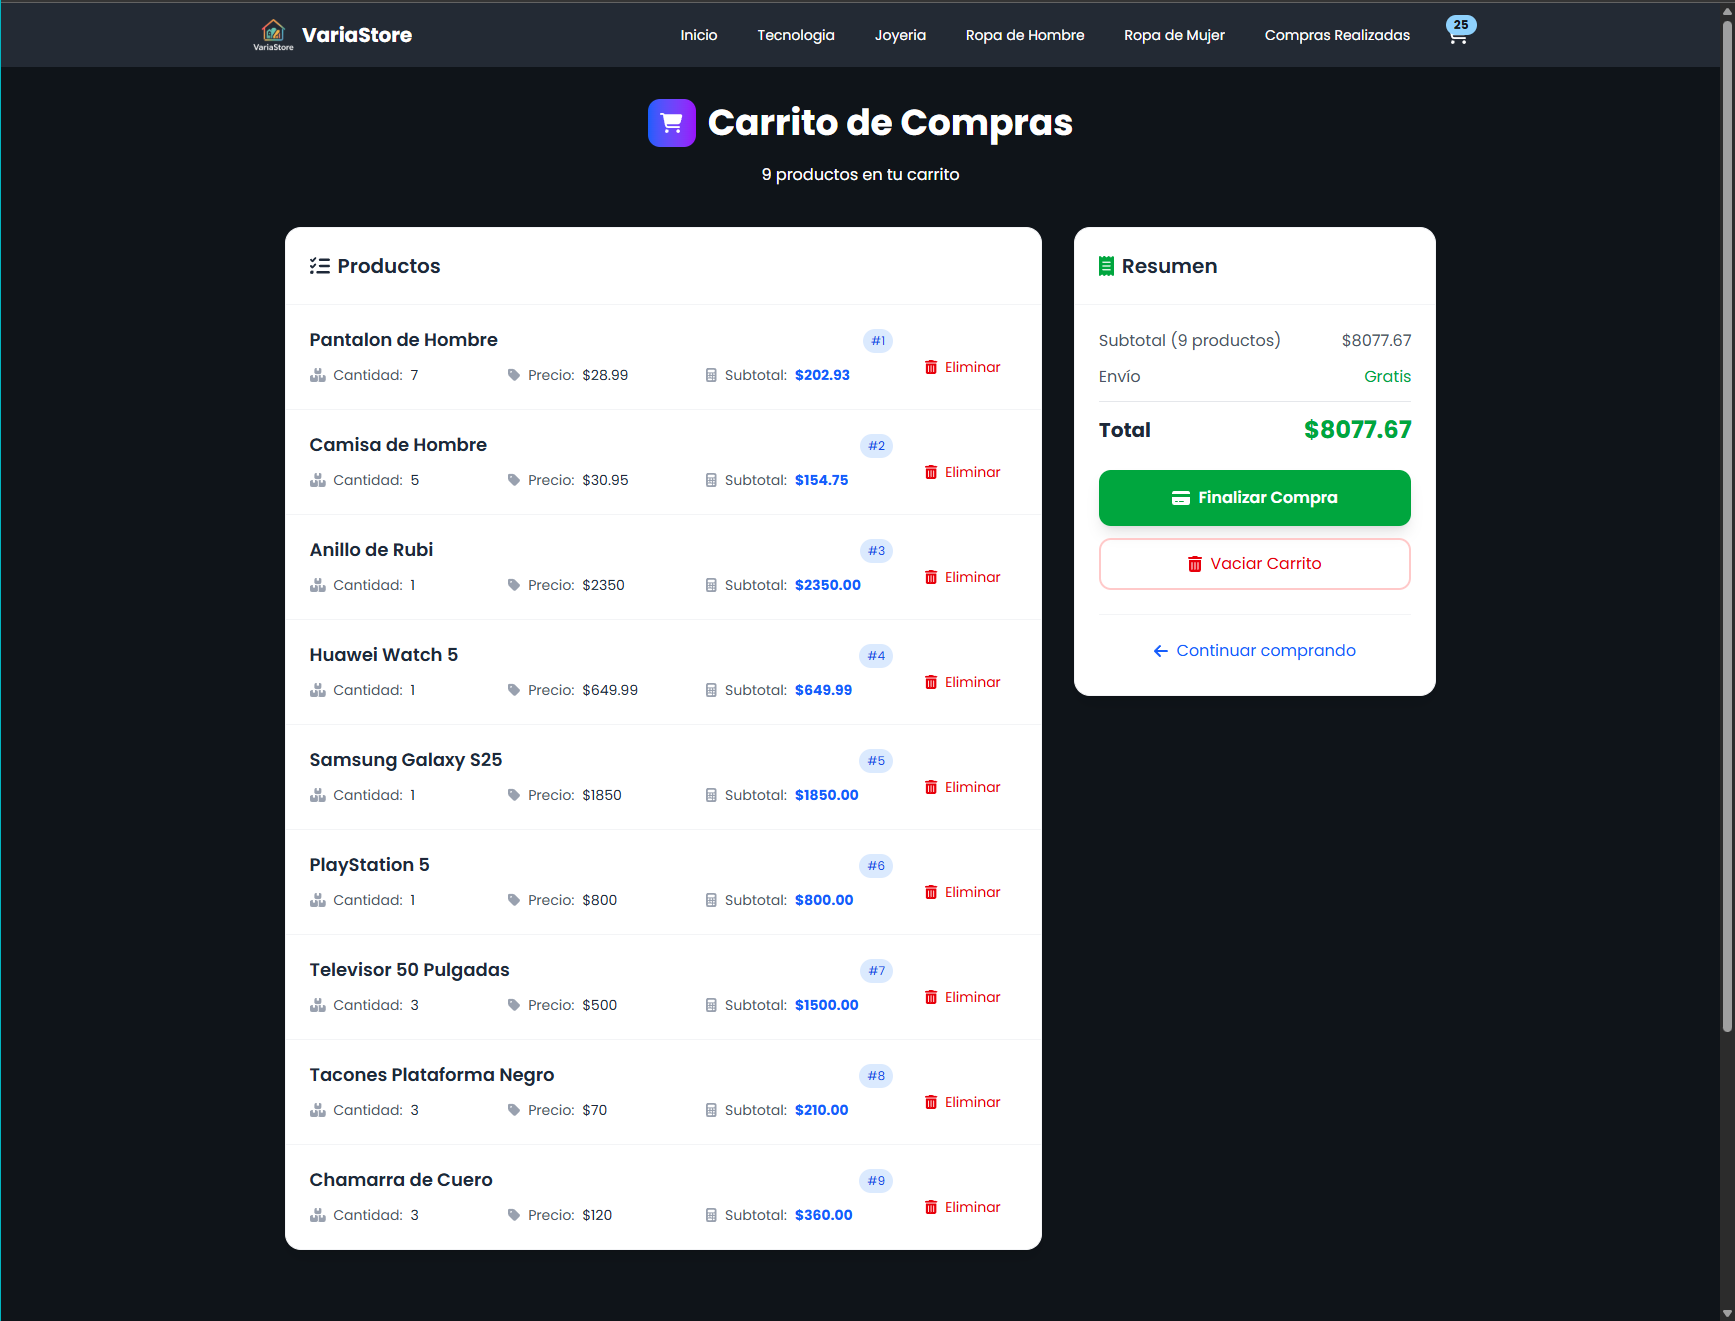 VariaStore
VariaStore
Inicio
Tecnologia
Joyeria
Ropa de Hombre
Ropa de Mujer
Compras Realizadas
25
Carrito de Compras
9 productos en tu carrito
Productos
Pantalon de Hombre
#1
Cantidad: 7
Precio: $28.99
Subtotal: $202.93
Eliminar
Camisa de Hombre
#2
Cantidad: 5
Precio: $30.95
Subtotal: $154.75
Eliminar
Anillo de Rubi
#3
Cantidad: 1
Precio: $2350
Subtotal: $2350.00
Eliminar
Huawei Watch 5
#4
Cantidad: 1
Precio: $649.99
Subtotal: $649.99
Eliminar
Samsung Galaxy S25
#5
Cantidad: 1
Precio: $1850
Subtotal: $1850.00
Eliminar
PlayStation 5
#6
Cantidad: 1
Precio: $800
Subtotal: $800.00
Eliminar
Televisor 50 Pulgadas
#7
Cantidad: 3
Precio: $500
Subtotal: $1500.00
Eliminar
Tacones Plataforma Negro
#8
Cantidad: 3
Precio: $70
Subtotal: $210.00
Eliminar
Chamarra de Cuero
#9
Cantidad: 3
Precio: $120
Subtotal: $360.00
Eliminar
Resumen
Subtotal (9 productos) $8077.67
Envío Gratis
Total $8077.67
Finalizar Compra
Vaciar Carrito
Continuar comprando